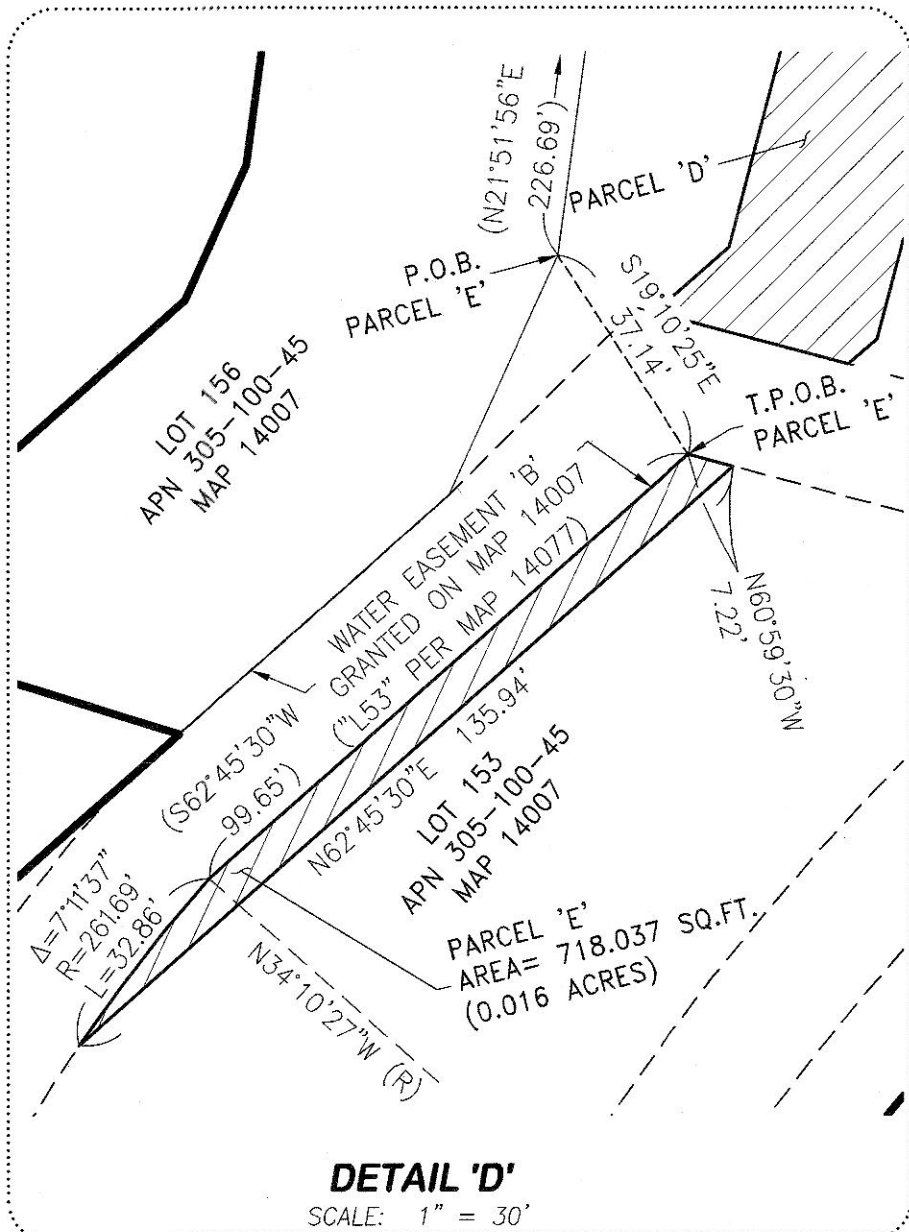 (N21°51'56"E
226.69')
PARCEL 'D'
P.O.B.
PARCEL 'E'
S19°10'25"E
37.14'
T.P.O.B.
PARCEL 'E'
LOT 156
APN 305-100-45
MAP 14007
WATER EASEMENT 'B'
GRANTED ON MAP 14007
("L53" PER MAP 14077)
N60°59'30"W
7.22'
(S62°45'30"W
99.65')
N62°45'30"E 135.94'
LOT 153
APN 305-100-45
MAP 14007
Δ=7°11'37"
R=261.69'
L=32.86'
PARCEL 'E'
AREA= 718.037 SQ.FT.
(0.016 ACRES)
N34°10'27"W (R)
DETAIL 'D'
SCALE: 1" = 30'